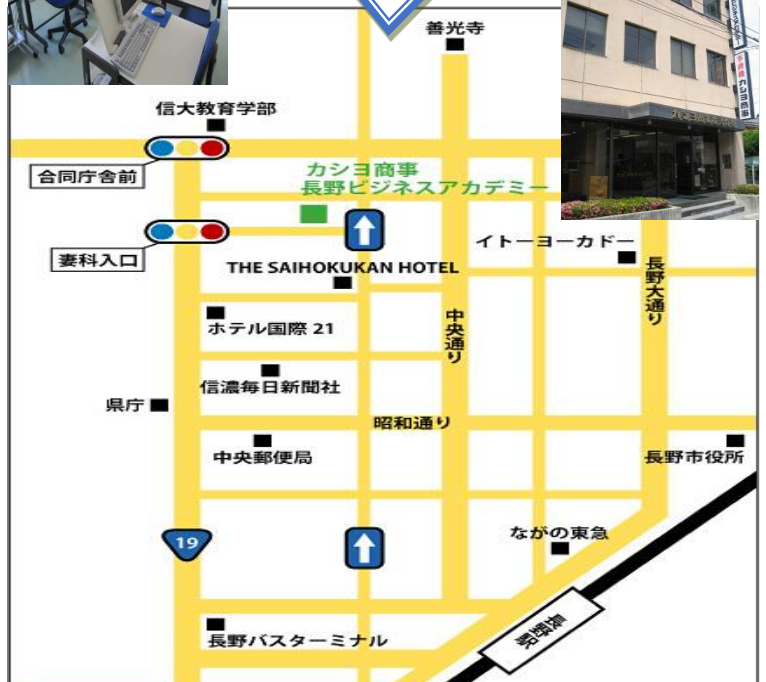 善光寺
信大教育学部
合同庁舎前
カシヨ商事
長野ビジネスアカデミー
妻科入口
イトーヨーカドー
THE SAIHOKUKAN HOTEL
長野大通り
ホテル国際 21
中央通り
信濃毎日新聞社
県庁
昭和通り
中央郵便局
長野市役所
19
ながの東急
長野バスターミナル
長野駅
カシヨ商事